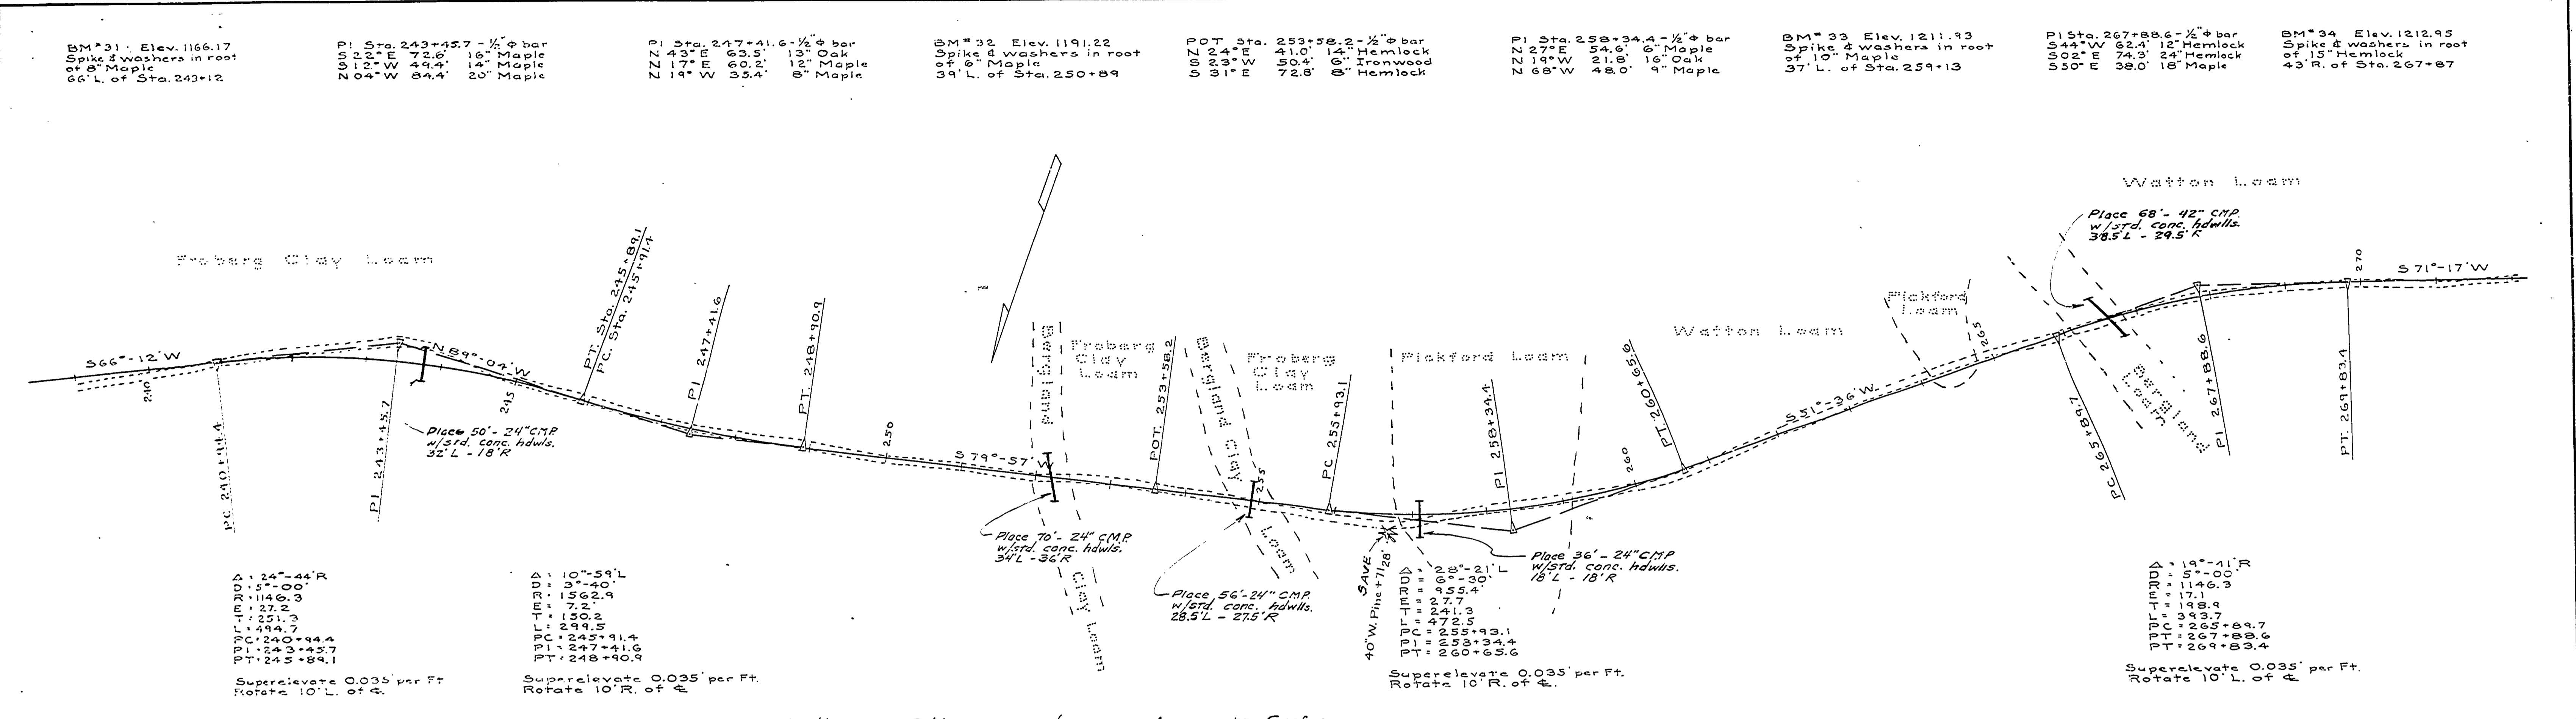 BM#31 Elev. 1166.17
Spike & washers in root
of 8" Maple
66' L. of Sta. 243+12
PI Sta. 243+45.7 - ½"φ bar
S 22° E 72.6' 16" Maple
S 12° W 49.4' 14" Maple
N 04° W 84.4' 20" Maple
PI Sta. 247+41.6 - ½"φ bar
N 43° E 63.5' 13" Oak
N 17° E 60.2' 12" Maple
N 19° W 35.4' 8" Maple
BM#32 Elev. 1191.22
Spike & washers in root
of 6" Maple
39' L. of Sta. 250+89
POT Sta. 253+58.2 - ½"φ bar
N 24° E 41.0' 14" Hemlock
S 23° W 50.4' 6" Ironwood
S 31° E 72.8' 8" Hemlock
PI Sta. 258+34.4 - ½"φ bar
N 27° E 54.6' 6" Maple
N 19° W 21.8' 16" Oak
N 68° W 48.0' 9" Maple
BM#33 Elev. 1211.93
Spike & washers in root
of 10" Maple
37' L. of Sta. 259+13
PI Sta. 267+88.6 - ½"φ bar
S 44° W 62.4' 12" Hemlock
S 02° E 74.3' 24" Hemlock
S 50° E 38.0' 18" Maple
BM#34 Elev. 1212.95
Spike & washers in root
of 15" Hemlock
43' R. of Sta. 267+87
Watton Loam
Place 68' - 42" CMP.
w/std. conc. hdwlls.
38.5'L - 29.5'R
Froberg Clay Loam
PT. Sta. 245+89.1
PC. Sta. 245+91.4
S66°-12'W
240
N89°-04'W
245
PC 240+94.4
PI 243+45.7
Place 50' - 24" CMP.
w/std. conc. hdwls.
32'L - 18'R
PI 247+41.6
PT. 248+90.9
250
S 79°-57' W
Bergland
Clay Loam
Froberg
Clay
Loam
POT. 253+58.2
Bergland Clay
Loam
Froberg
Clay
Loam
255
PC 255+93.1
Pickford Loam
PI 258+34.4
260
PT. 260+65.6
Watton Loam
S51°-36'W
Pickford
Loam
265
PC 265+89.7
Bergland
Loam
PI 267+88.6
PT. 269+83.4
270
S 71°-17' W
Place 70' - 24" C.M.P.
w/std. conc. hdwls.
34'L - 36'R
Place 56' - 24" CMP.
w/std. conc. hdwlls.
28.5'L - 27.5'R
SAVE
40" W. Pine +71 28'
Place 36' - 24" CMP
w/std. conc. hdwlls.
18'L - 18'R
Δ = 24°-44'R
D = 5°-00'
R = 1146.3
E = 27.2
T = 251.3
L = 494.7
PC = 240+94.4
PI = 243+45.7
PT = 245+89.1
Superelevate 0.035' per Ft
Rotate 10' L. of ℄.
Δ = 10°-59'L
D = 3°-40'
R = 1562.9
E = 7.2'
T = 150.2
L = 299.5
PC = 245+91.4
PI = 247+41.6
PT = 248+90.9
Superelevate 0.035' per Ft.
Rotate 10' R. of ℄
Δ = 28°-21' L
D = 6°-30'
R = 955.4'
E = 27.7
T = 241.3
L = 472.5
PC = 255+93.1
PI = 258+34.4
PT = 260+65.6
Superelevate 0.035' per Ft.
Rotate 10' R. of ℄.
Δ = 19°-41'R
D = 5°-00'
R = 1146.3
E = 17.1
T = 198.9
L = 393.7
PC = 265+89.7
PT = 267+88.6
PT = 269+83.4
Superelevate 0.035' per Ft.
Rotate 10' L. of ℄